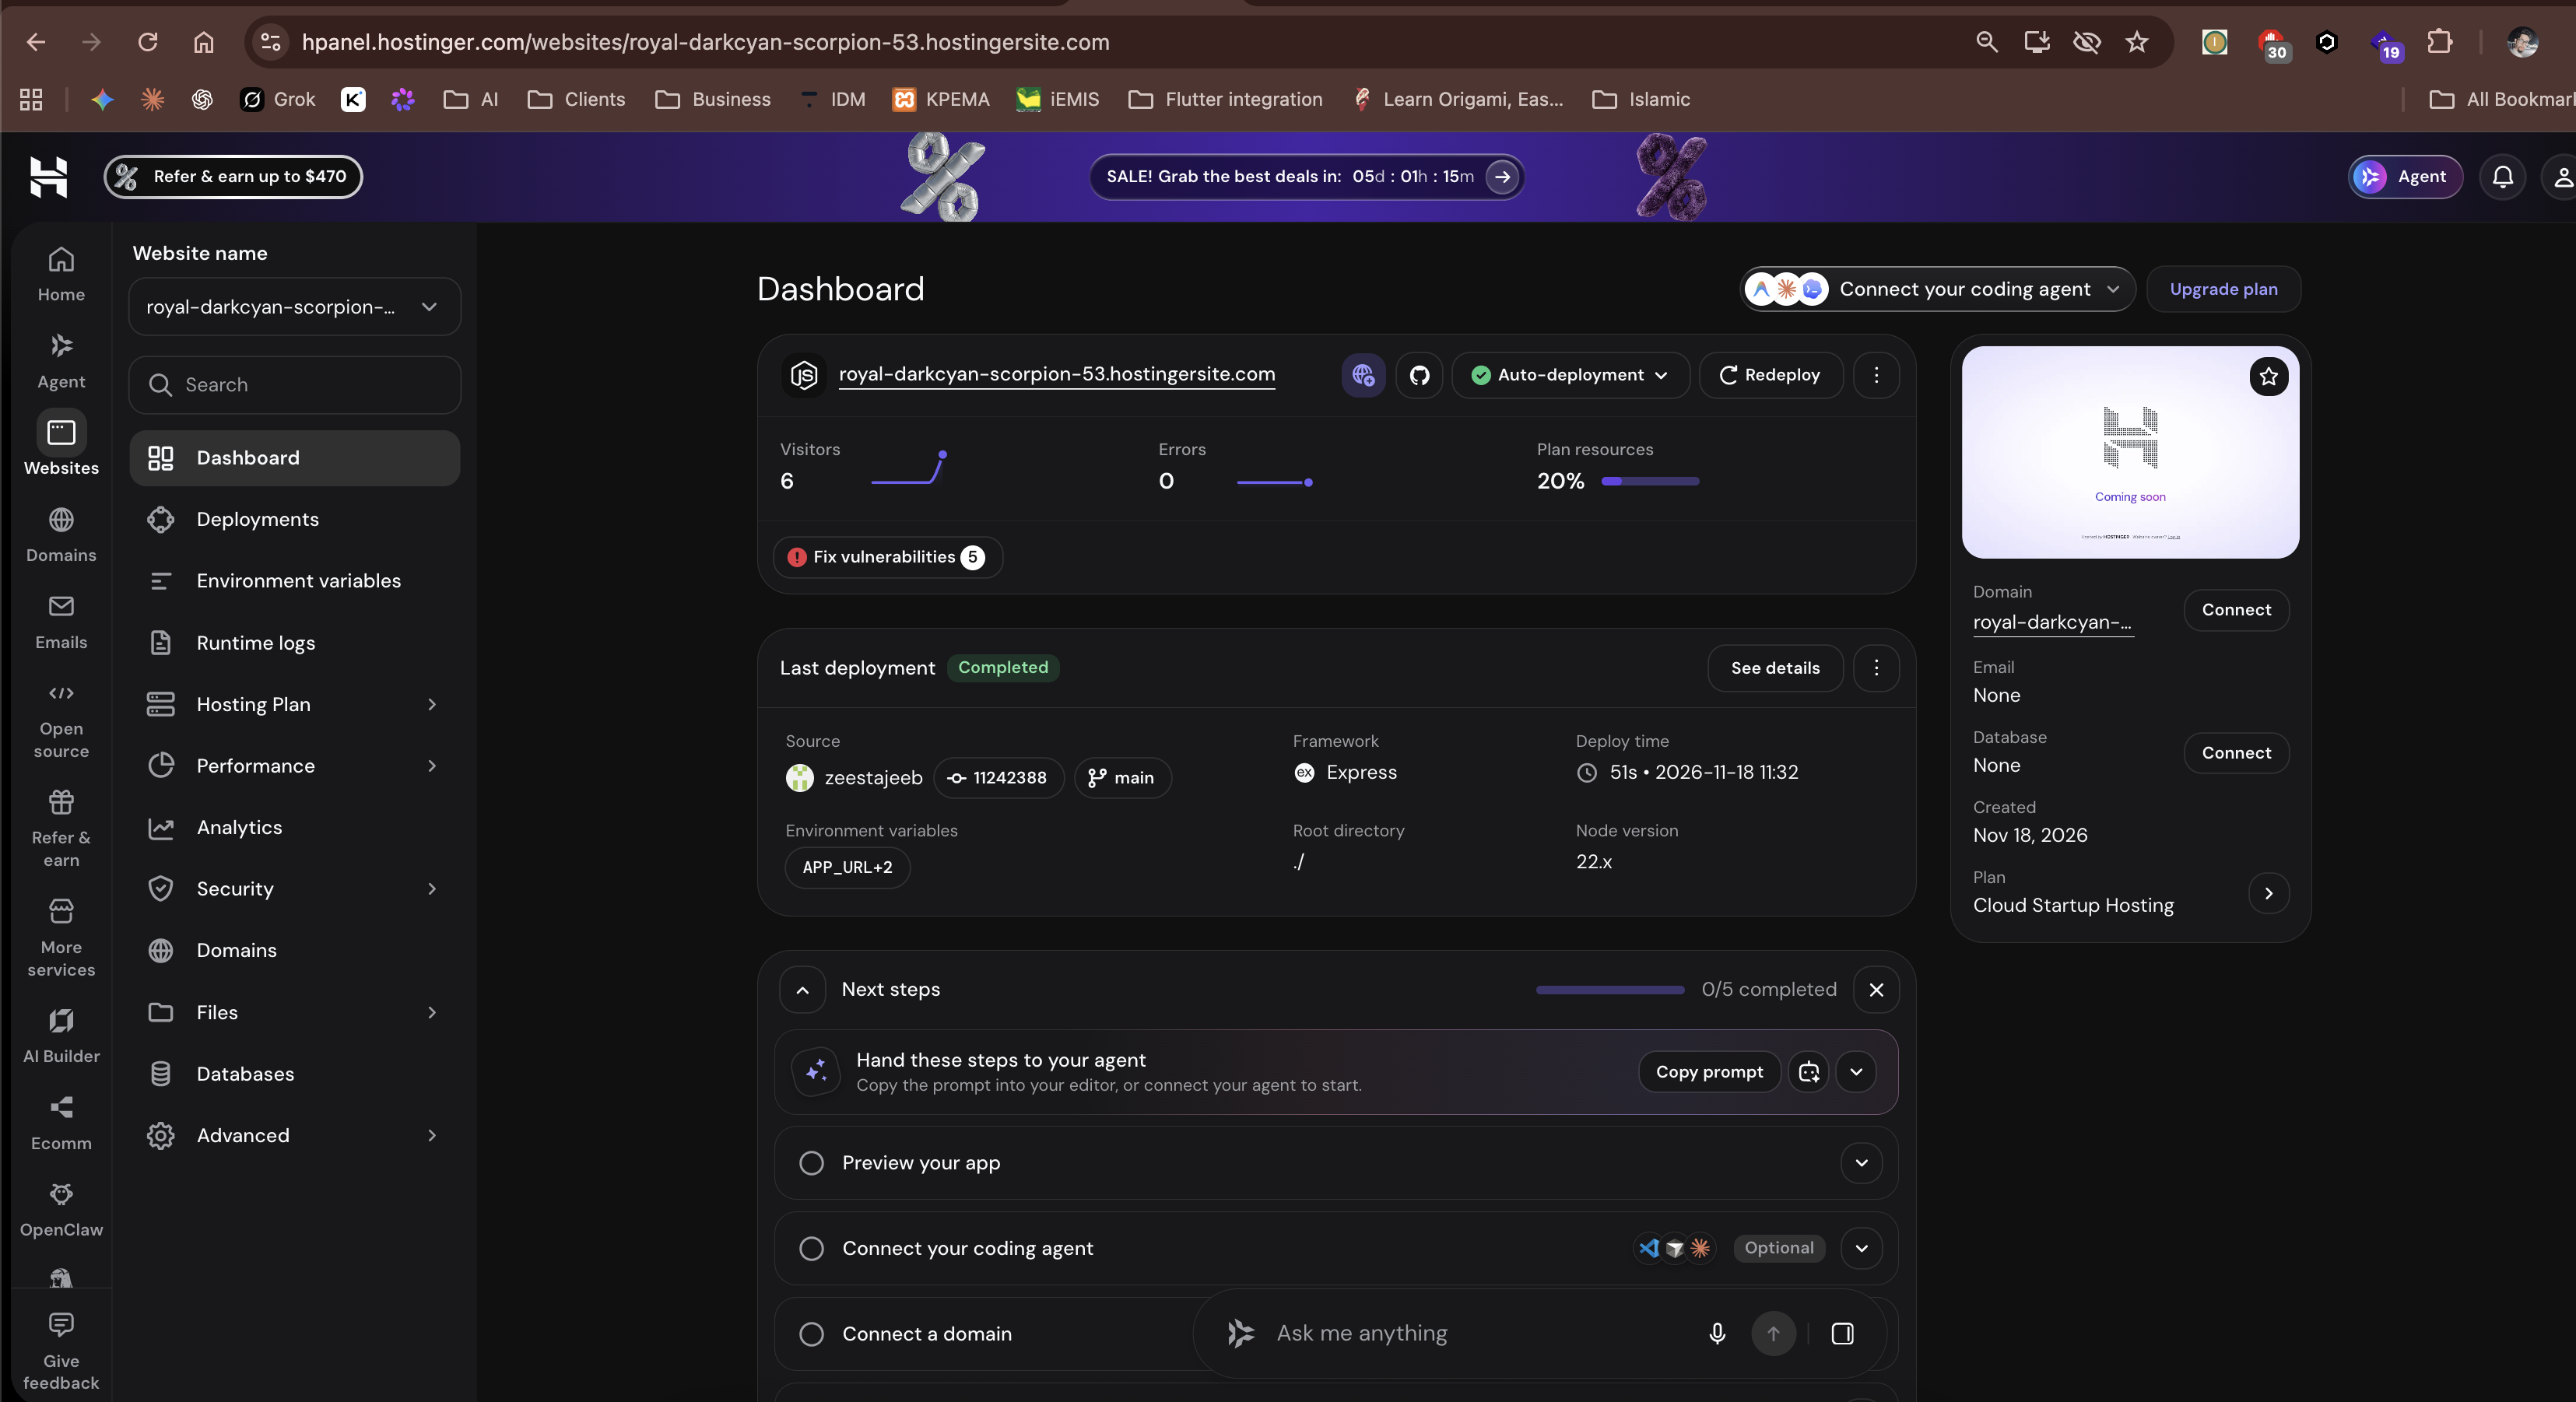 hpanel.hostinger.com/websites/royal-darkcyan-scorpion-53.hostingersite.com
30
19
Grok
AI
Clients
Business
IDM
KPEMA
iEMIS
Flutter integration
Learn Origami, Eas...
Islamic
All Bookmark
Refer & earn up to $470
SALE! Grab the best deals in: 05d : 01h : 15m
Agent
Home
Agent
Websites
Domains
Emails
Open source
Refer & earn
More services
AI Builder
Ecomm
OpenClaw
Give feedback
Website name
royal-darkcyan-scorpion-...
Search
Dashboard
Deployments
Environment variables
Runtime logs
Hosting Plan
Performance
Analytics
Security
Domains
Files
Databases
Advanced
Dashboard
Connect your coding agent
Upgrade plan
royal-darkcyan-scorpion-53.hostingersite.com
Auto-deployment
Redeploy
Visitors
6
Errors
0
Plan resources
20%
Fix vulnerabilities 5
Last deployment Completed
See details
Source
zeestajeeb 11242388 main
Framework
Express
Deploy time
51s • 2026-11-18 11:32
Environment variables
APP_URL+2
Root directory
./
Node version
22.x
Next steps
0/5 completed
Hand these steps to your agent
Copy the prompt into your editor, or connect your agent to start.
Copy prompt
Preview your app
Connect your coding agent
Optional
Connect a domain
Ask me anything
Coming soon
Domain
royal-darkcyan-...
Connect
Email
None
Database
None
Connect
Created
Nov 18, 2026
Plan
Cloud Startup Hosting